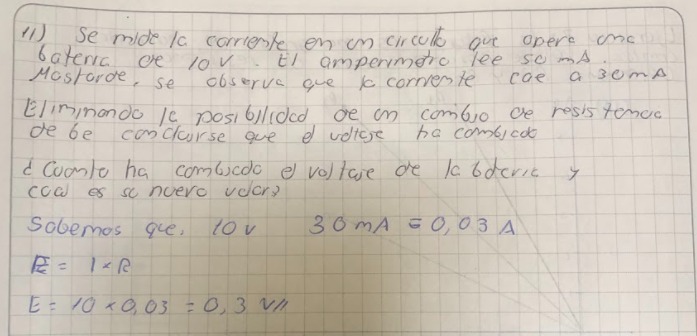 11) Se mide la corriente en un circuito que opera una
bateria de 10 V. El amperimetro lee 50 mA.
Mas tarde, se observa que la corriente cae a 30 mA
Eliminando la posibilidad de un cambio de resistencia
debe concluirse que el voltaje ha cambiado
¿Cuanto ha cambiado el voltaje de la bateria y
cual es su nuevo valor?
Sabemos que, 10 v 30 mA = 0,03 A
E = I × R
E = 10 × 0,03 = 0,3 V//